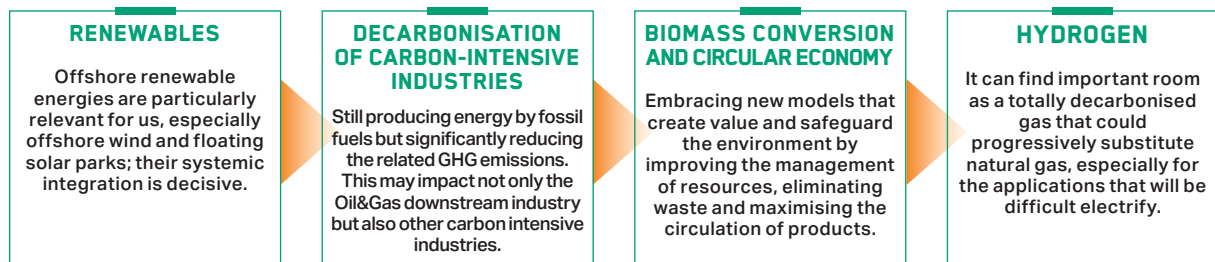 RENEWABLES
Offshore renewable
energies are particularly
relevant for us, especially
offshore wind and floating
solar parks; their systemic
integration is decisive.
DECARBONISATION
OF CARBON-INTENSIVE
INDUSTRIES
Still producing energy by fossil
fuels but significantly reducing
the related GHG emissions.
This may impact not only the
Oil&Gas downstream industry
but also other carbon intensive
industries.
BIOMASS CONVERSION
AND CIRCULAR ECONOMY
Embracing new models that
create value and safeguard
the environment by
improving the management
of resources, eliminating
waste and maximising the
circulation of products.
HYDROGEN
It can find important room
as a totally decarbonised
gas that could
progressively substitute
natural gas, especially for
the applications that will be
difficult electrify.